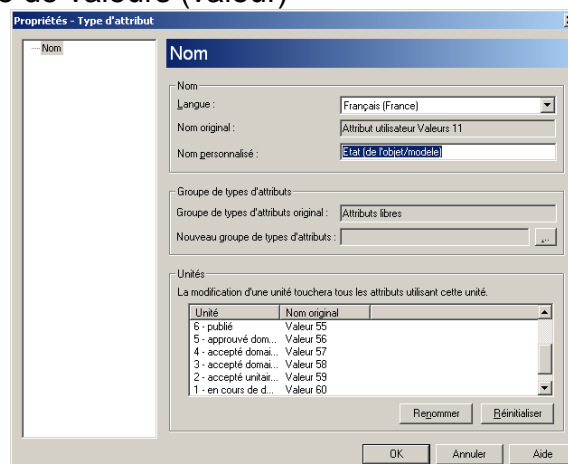 de valeurs (valeur)
Propriétés - Type d'attribut
Nom
Nom
Nom
Langue :
Français (France)
Nom original :
Attribut utilisateur Valeurs 11
Nom personnalisé :
Etat (de l'objet/modele)
Groupe de types d'attributs
Groupe de types d'attributs original :
Attributs libres
Nouveau groupe de types d'attributs :
...
Unités
La modification d'une unité touchera tous les attributs utilisant cette unité.
Unité Nom original
6 - publié Valeur 55
5 - approuvé dom... Valeur 56
4 - accepté domai... Valeur 57
3 - accepté domai... Valeur 58
2 - accepté unitair... Valeur 59
1 - en cours de d... Valeur 60
Renommer Réinitialiser
OK Annuler Aide